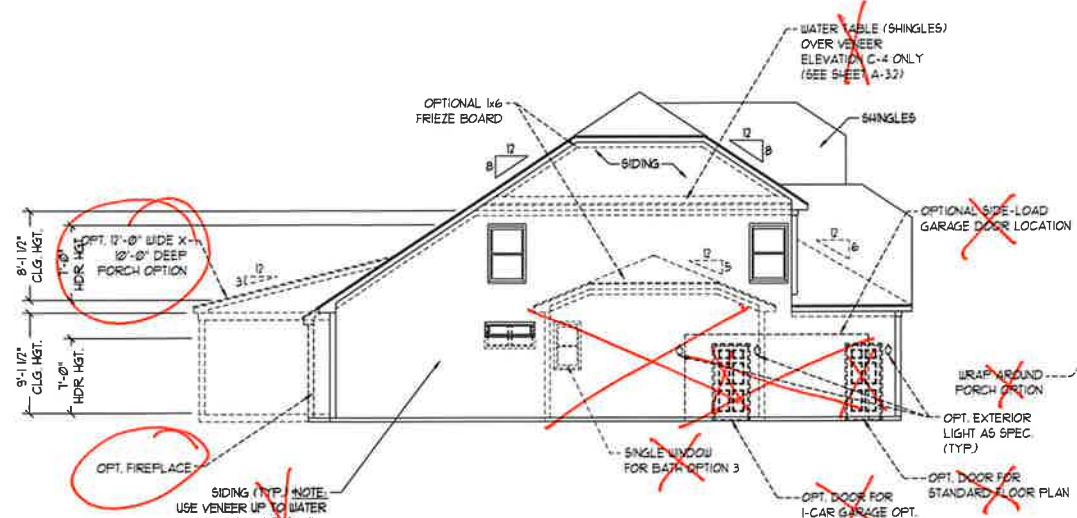 WATER TABLE (SHINGLES)
OVER VENEER
ELEVATION C-4 ONLY
(SEE SHEET A-3.2)
OPTIONAL 1x6
FRIEZE BOARD
SHINGLES
12
8
12
8
SIDING
OPTIONAL SIDE-LOAD
GARAGE DOOR LOCATION
8'-1 1/2"
CLG. HGT.
HDR. HGT.
OPT. 12'-0" WIDE X
10'-0" DEEP
PORCH OPTION
12
3
12
5
12
6
9'-1 1/2"
CLG. HGT.
7'-0"
HDR. HGT.
WRAP AROUND
PORCH OPTION
OPT. EXTERIOR
LIGHT AS SPEC.
(TYP.)
OPT. FIREPLACE
SINGLE WINDOW
FOR BATH OPTION 3
OPT. DOOR FOR
STANDARD FLOOR PLAN
SIDING (TYP.) NOTE:
USE VENEER UP TO WATER
OPT. DOOR FOR
1-CAR GARAGE OPT.